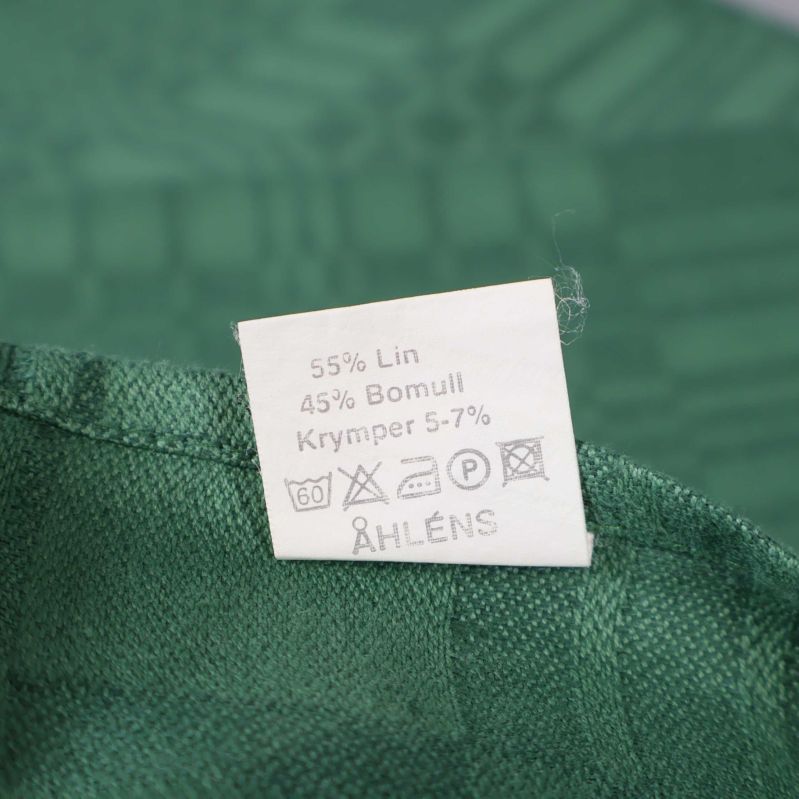 55% Lin
45% Bomull
Krymper 5-7%
60 P
ÅHLÉNS